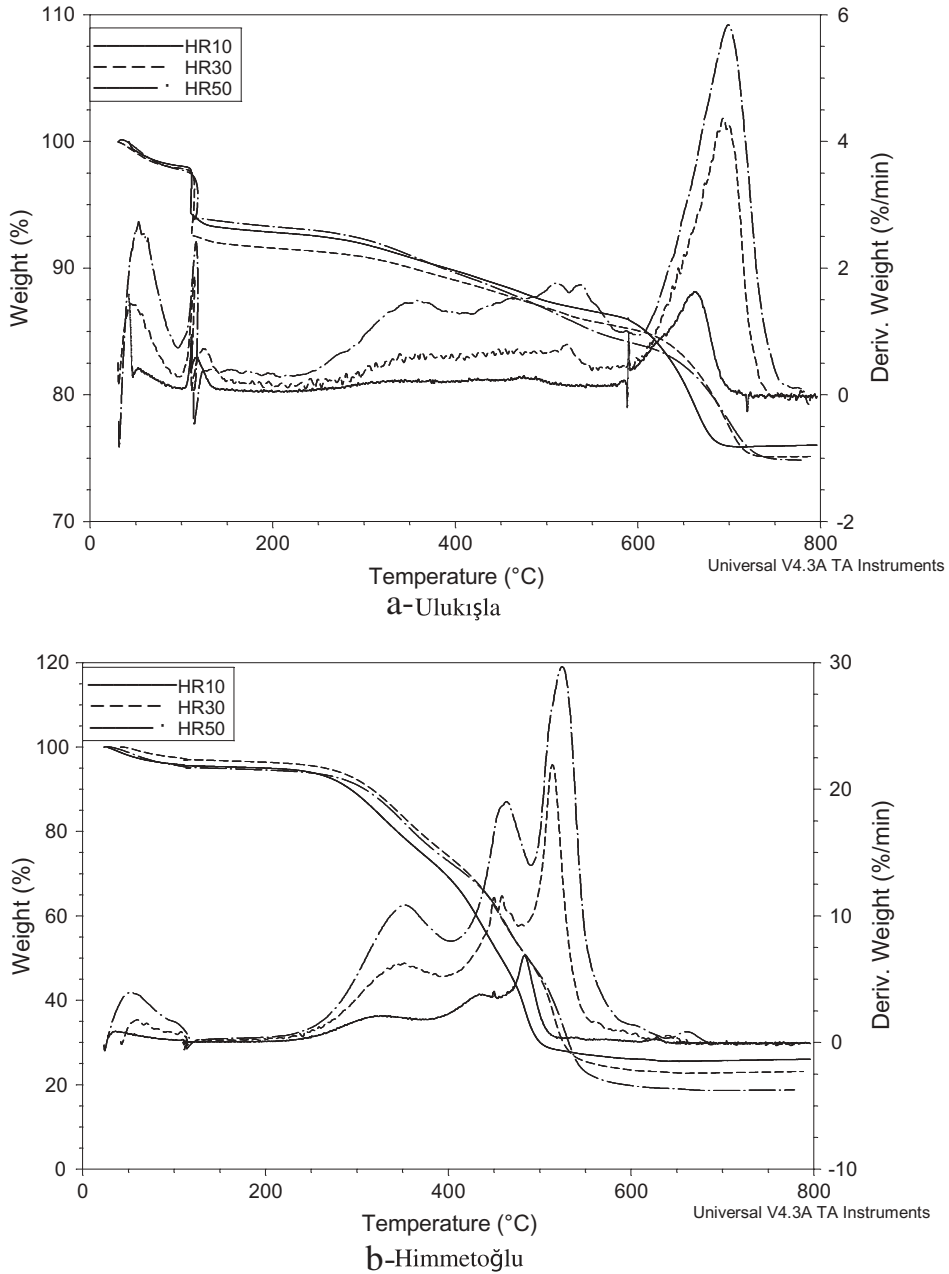 110
6
HR10
HR30
HR50
100
4
90
2
80
0
70
-2
0
200
400
600
800
Weight (%)
Deriv. Weight (%/min)
Temperature (°C)
Universal V4.3A TA Instruments
a-Ulukışla
120
30
HR10
HR30
HR50
100
20
80
60
10
40
0
20
0
-10
0
200
400
600
800
Weight (%)
Deriv. Weight (%/min)
Temperature (°C)
Universal V4.3A TA Instruments
b-Himmetoğlu